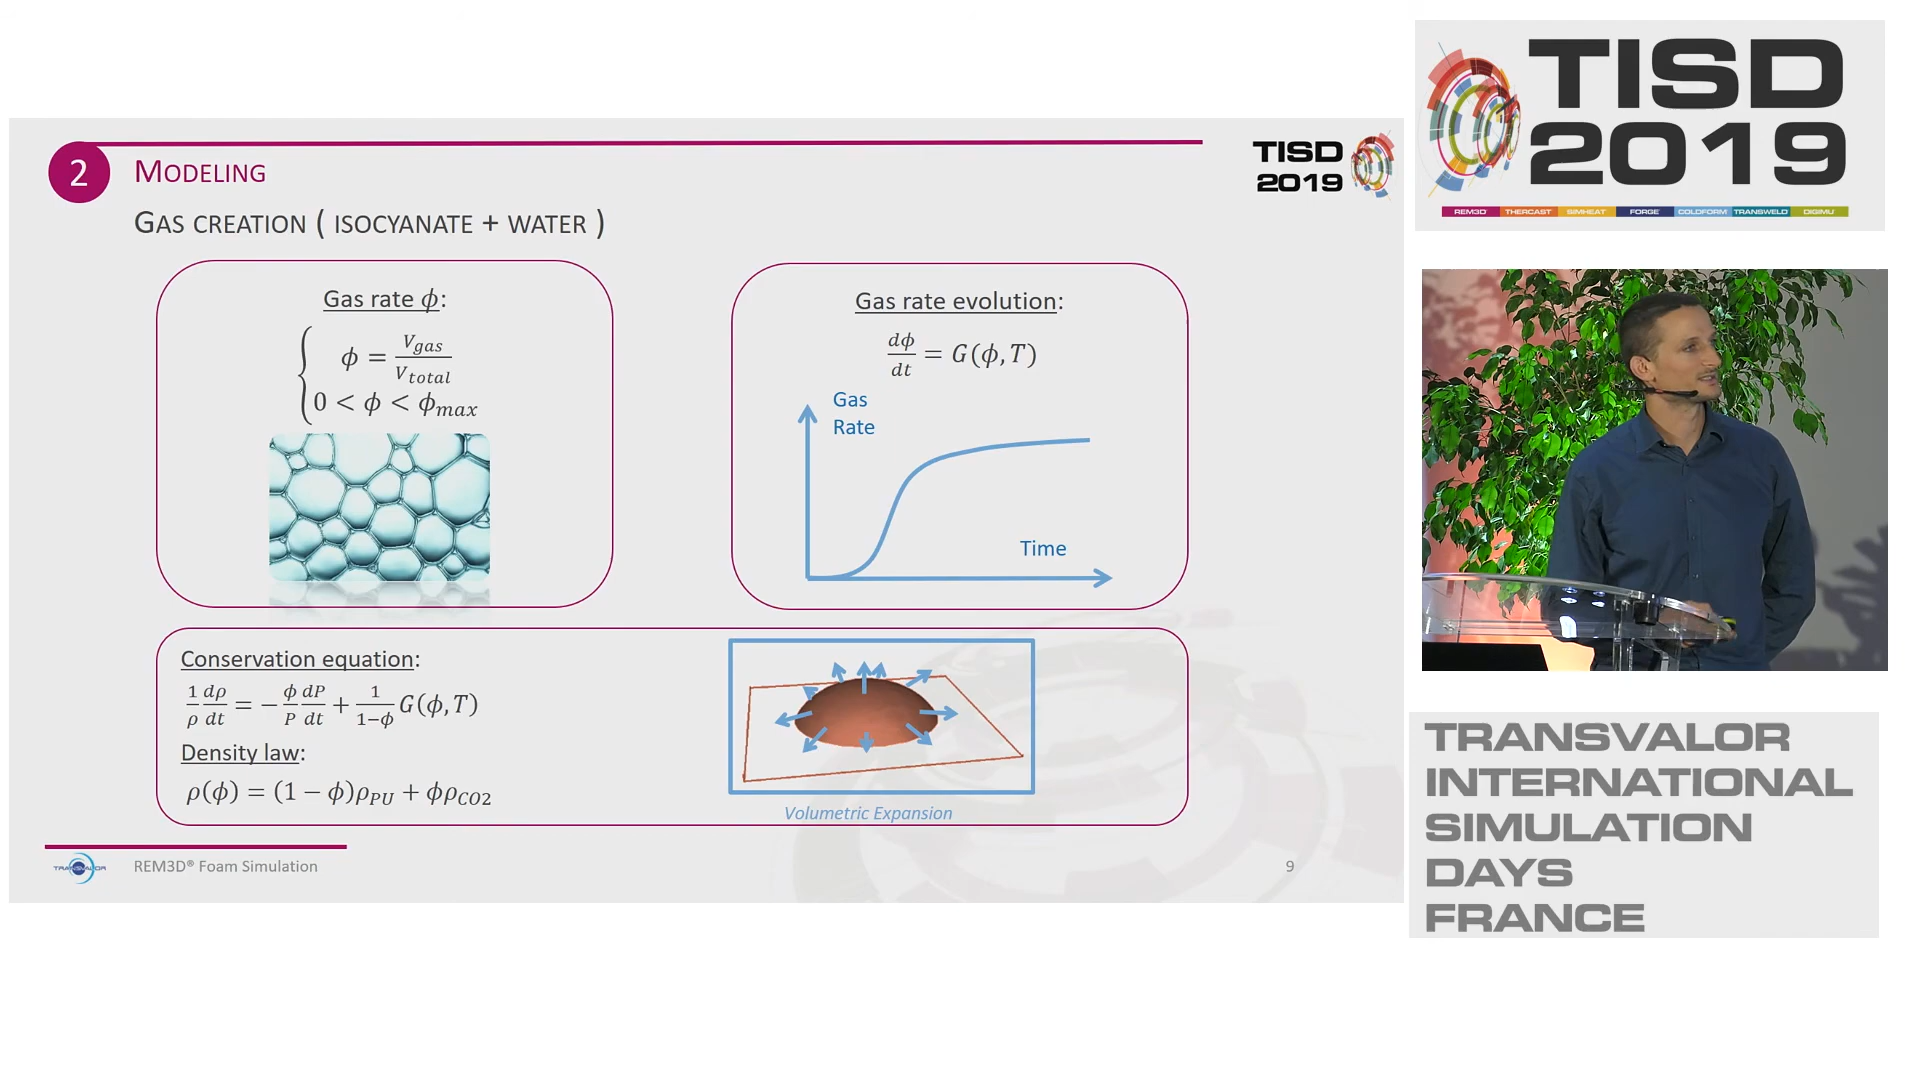 2
MODELING
TISD
2019
GAS CREATION ( ISOCYANATE + WATER )
Gas rate ϕ:
ϕ = V_gas / V_total
0 < ϕ < ϕ_max
Gas rate evolution:
dϕ/dt = G(ϕ, T)
Gas
Rate
Time
Conservation equation:
1/ρ dρ/dt = − ϕ/P dP/dt + 1/(1−ϕ) G(ϕ, T)
Density law:
ρ(ϕ) = (1 − ϕ)ρ_PU + ϕρ_CO2
Volumetric Expansion
TRANSVALOR
REM3D® Foam Simulation
9
TISD
2019
REM3D® THERCAST® SIMHEAT® FORGE® COLDFORM® TRANSWELD® DIGIMU®
TRANSVALOR
INTERNATIONAL
SIMULATION
DAYS
FRANCE